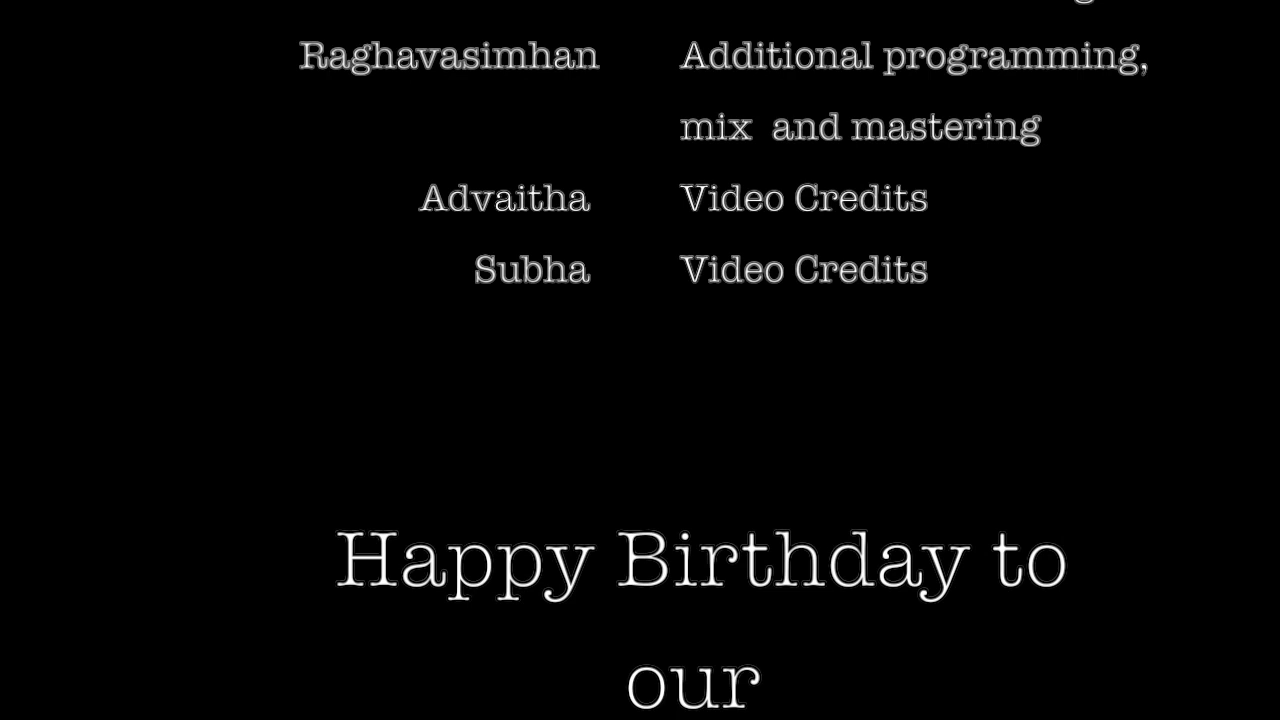 Raghavasimhan Additional programming,
mix and mastering
Advaitha Video Credits
Subha Video Credits
Happy Birthday to
our